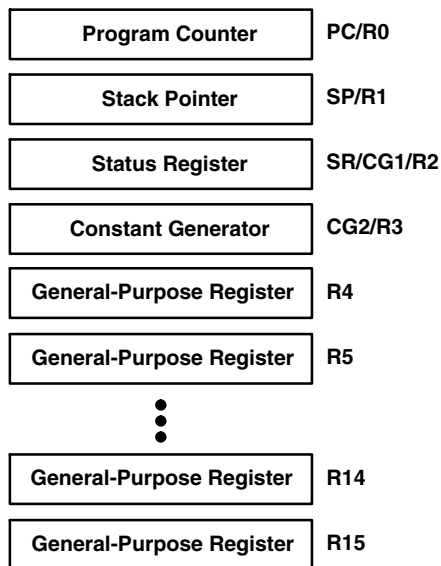 Program Counter PC/R0
Stack Pointer SP/R1
Status Register SR/CG1/R2
Constant Generator CG2/R3
General-Purpose Register R4
General-Purpose Register R5
General-Purpose Register R14
General-Purpose Register R15